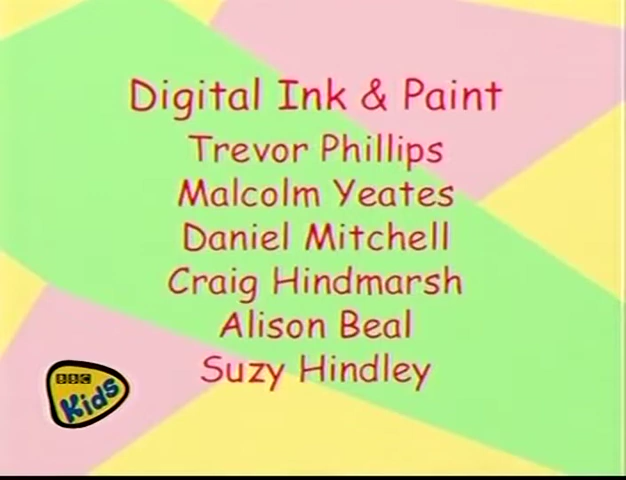 Digital Ink & Paint
Trevor Phillips
Malcolm Yeates
Daniel Mitchell
Craig Hindmarsh
Alison Beal
Suzy Hindley
BBC
Kids